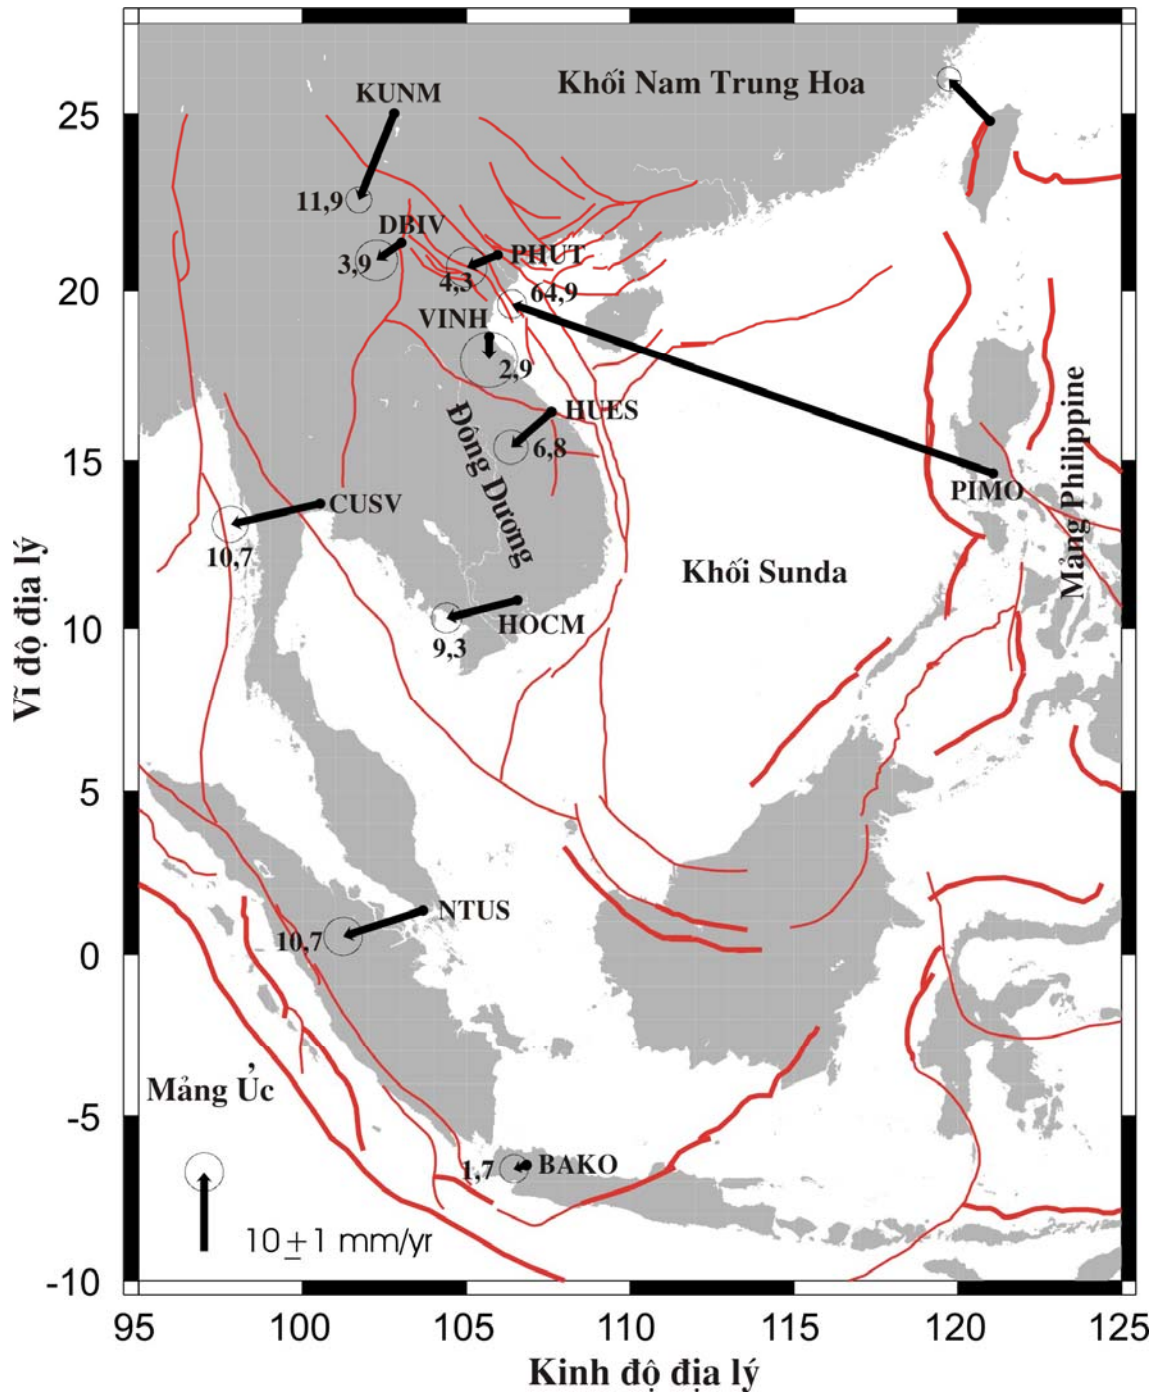 Khối Nam Trung Hoa
KUNM
25
11,9
DBIV
3,9
PHUT
4,3
64,9
20
VINH
2,9
HUES
6,8
Đông Dương
Mảng Philippine
15
PIMO
CUSV
10,7
Khối Sunda
10
HOCM
9,3
Vĩ độ địa lý
5
NTUS
10,7
0
Mảng Úc
-5
BAKO
1,7
10±1 mm/yr
-10
95 100 105 110 115 120 125
Kinh độ địa lý